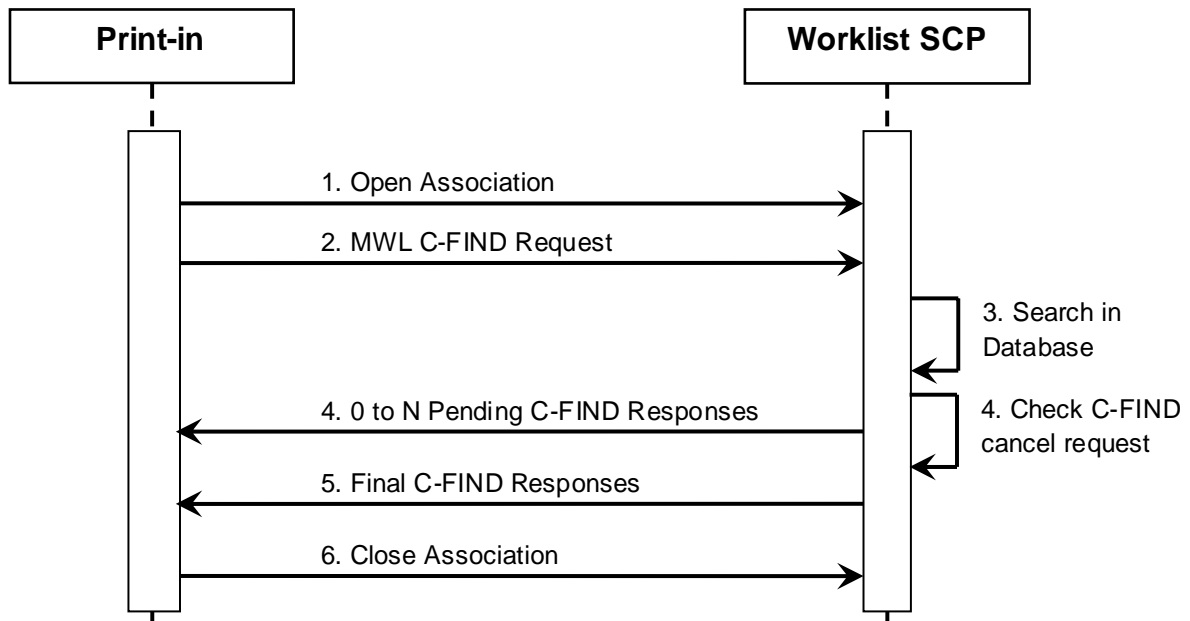 Print-in
Worklist SCP
1. Open Association
2. MWL C-FIND Request
3. Search in
Database
4. 0 to N Pending C-FIND Responses
4. Check C-FIND
cancel request
5. Final C-FIND Responses
6. Close Association